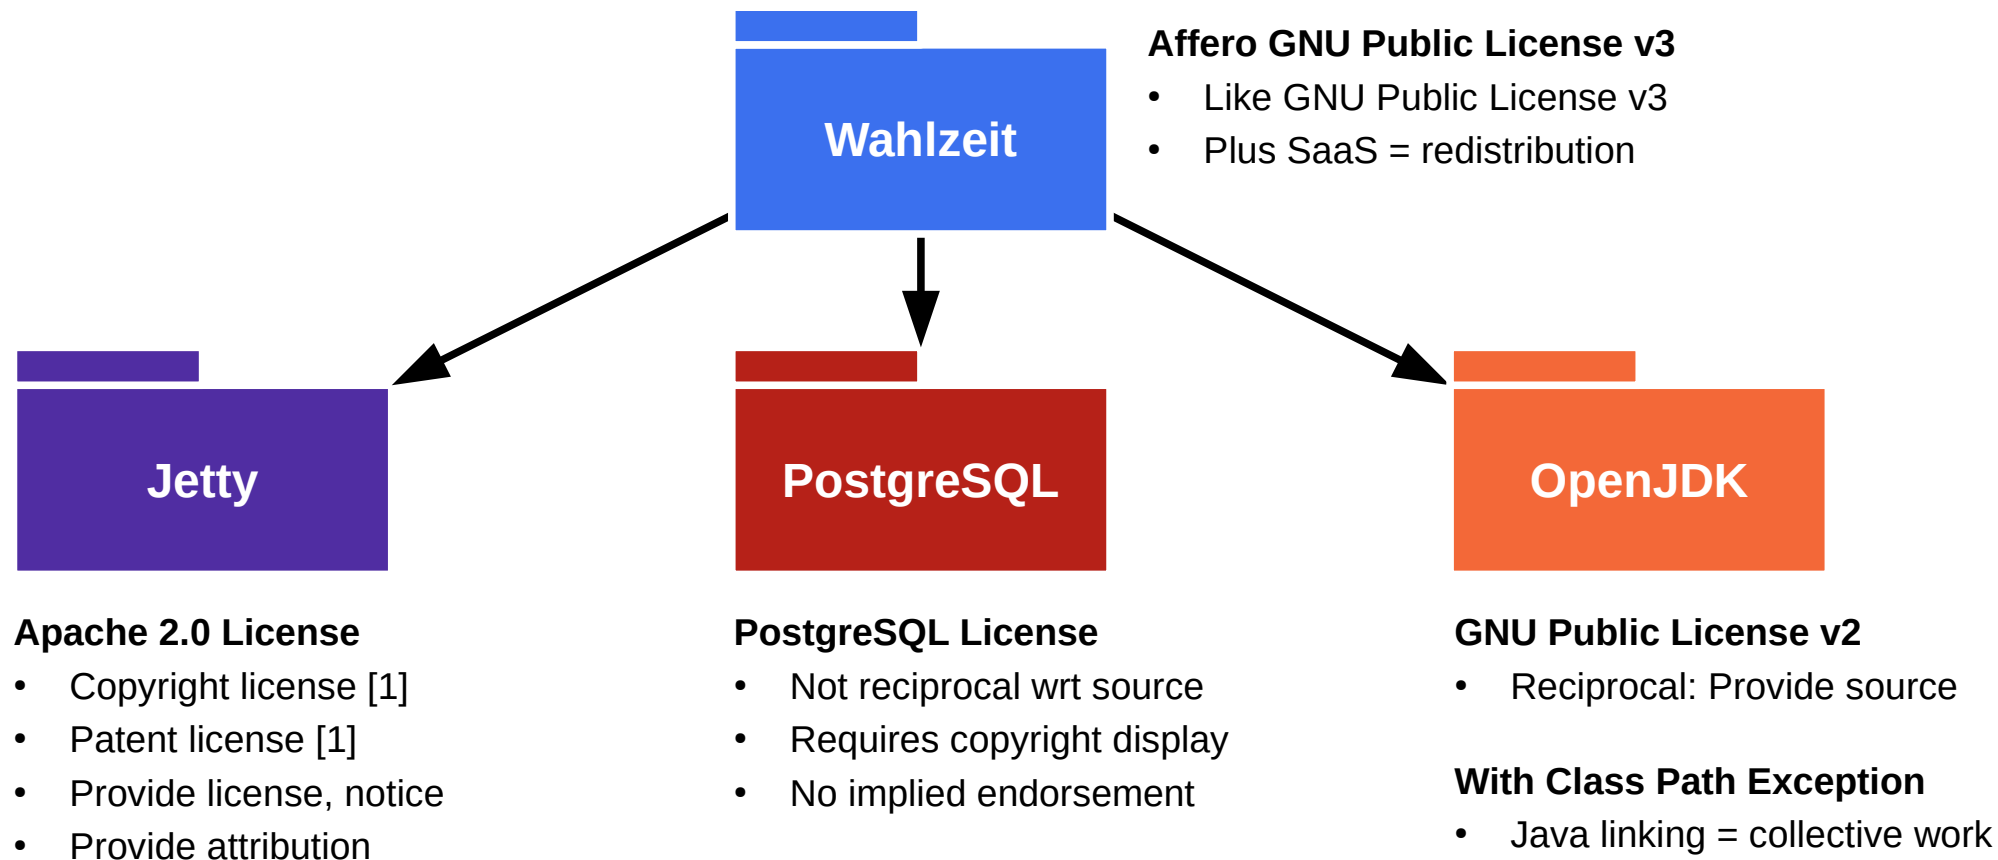 Wahlzeit
Affero GNU Public License v3
• Like GNU Public License v3
• Plus SaaS = redistribution
Jetty
PostgreSQL
OpenJDK
Apache 2.0 License
• Copyright license [1]
• Patent license [1]
• Provide license, notice
• Provide attribution
PostgreSQL License
• Not reciprocal wrt source
• Requires copyright display
• No implied endorsement
GNU Public License v2
• Reciprocal: Provide source
With Class Path Exception
• Java linking = collective work